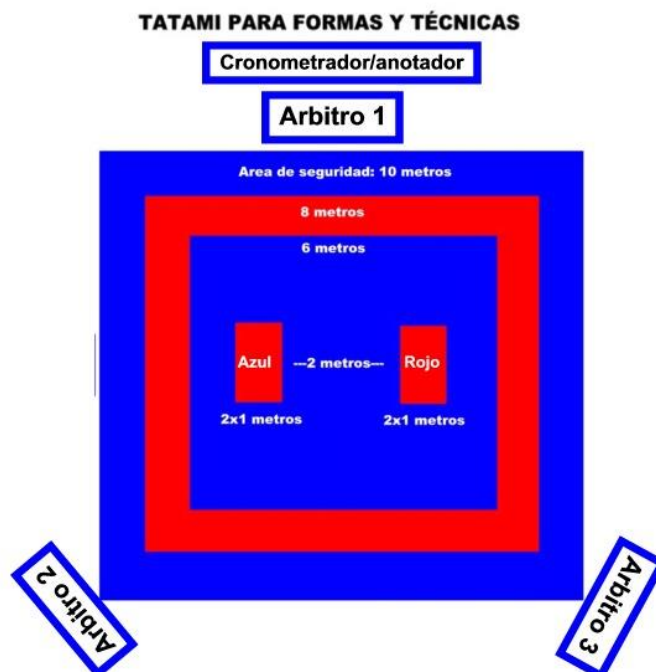 TATAMI PARA FORMAS Y TÉCNICAS
Cronometrador/anotador
Arbitro 1
Area de seguridad: 10 metros
8 metros
6 metros
Azul
---2 metros---
Rojo
2x1 metros
2x1 metros
Arbitro 2
Arbitro 3